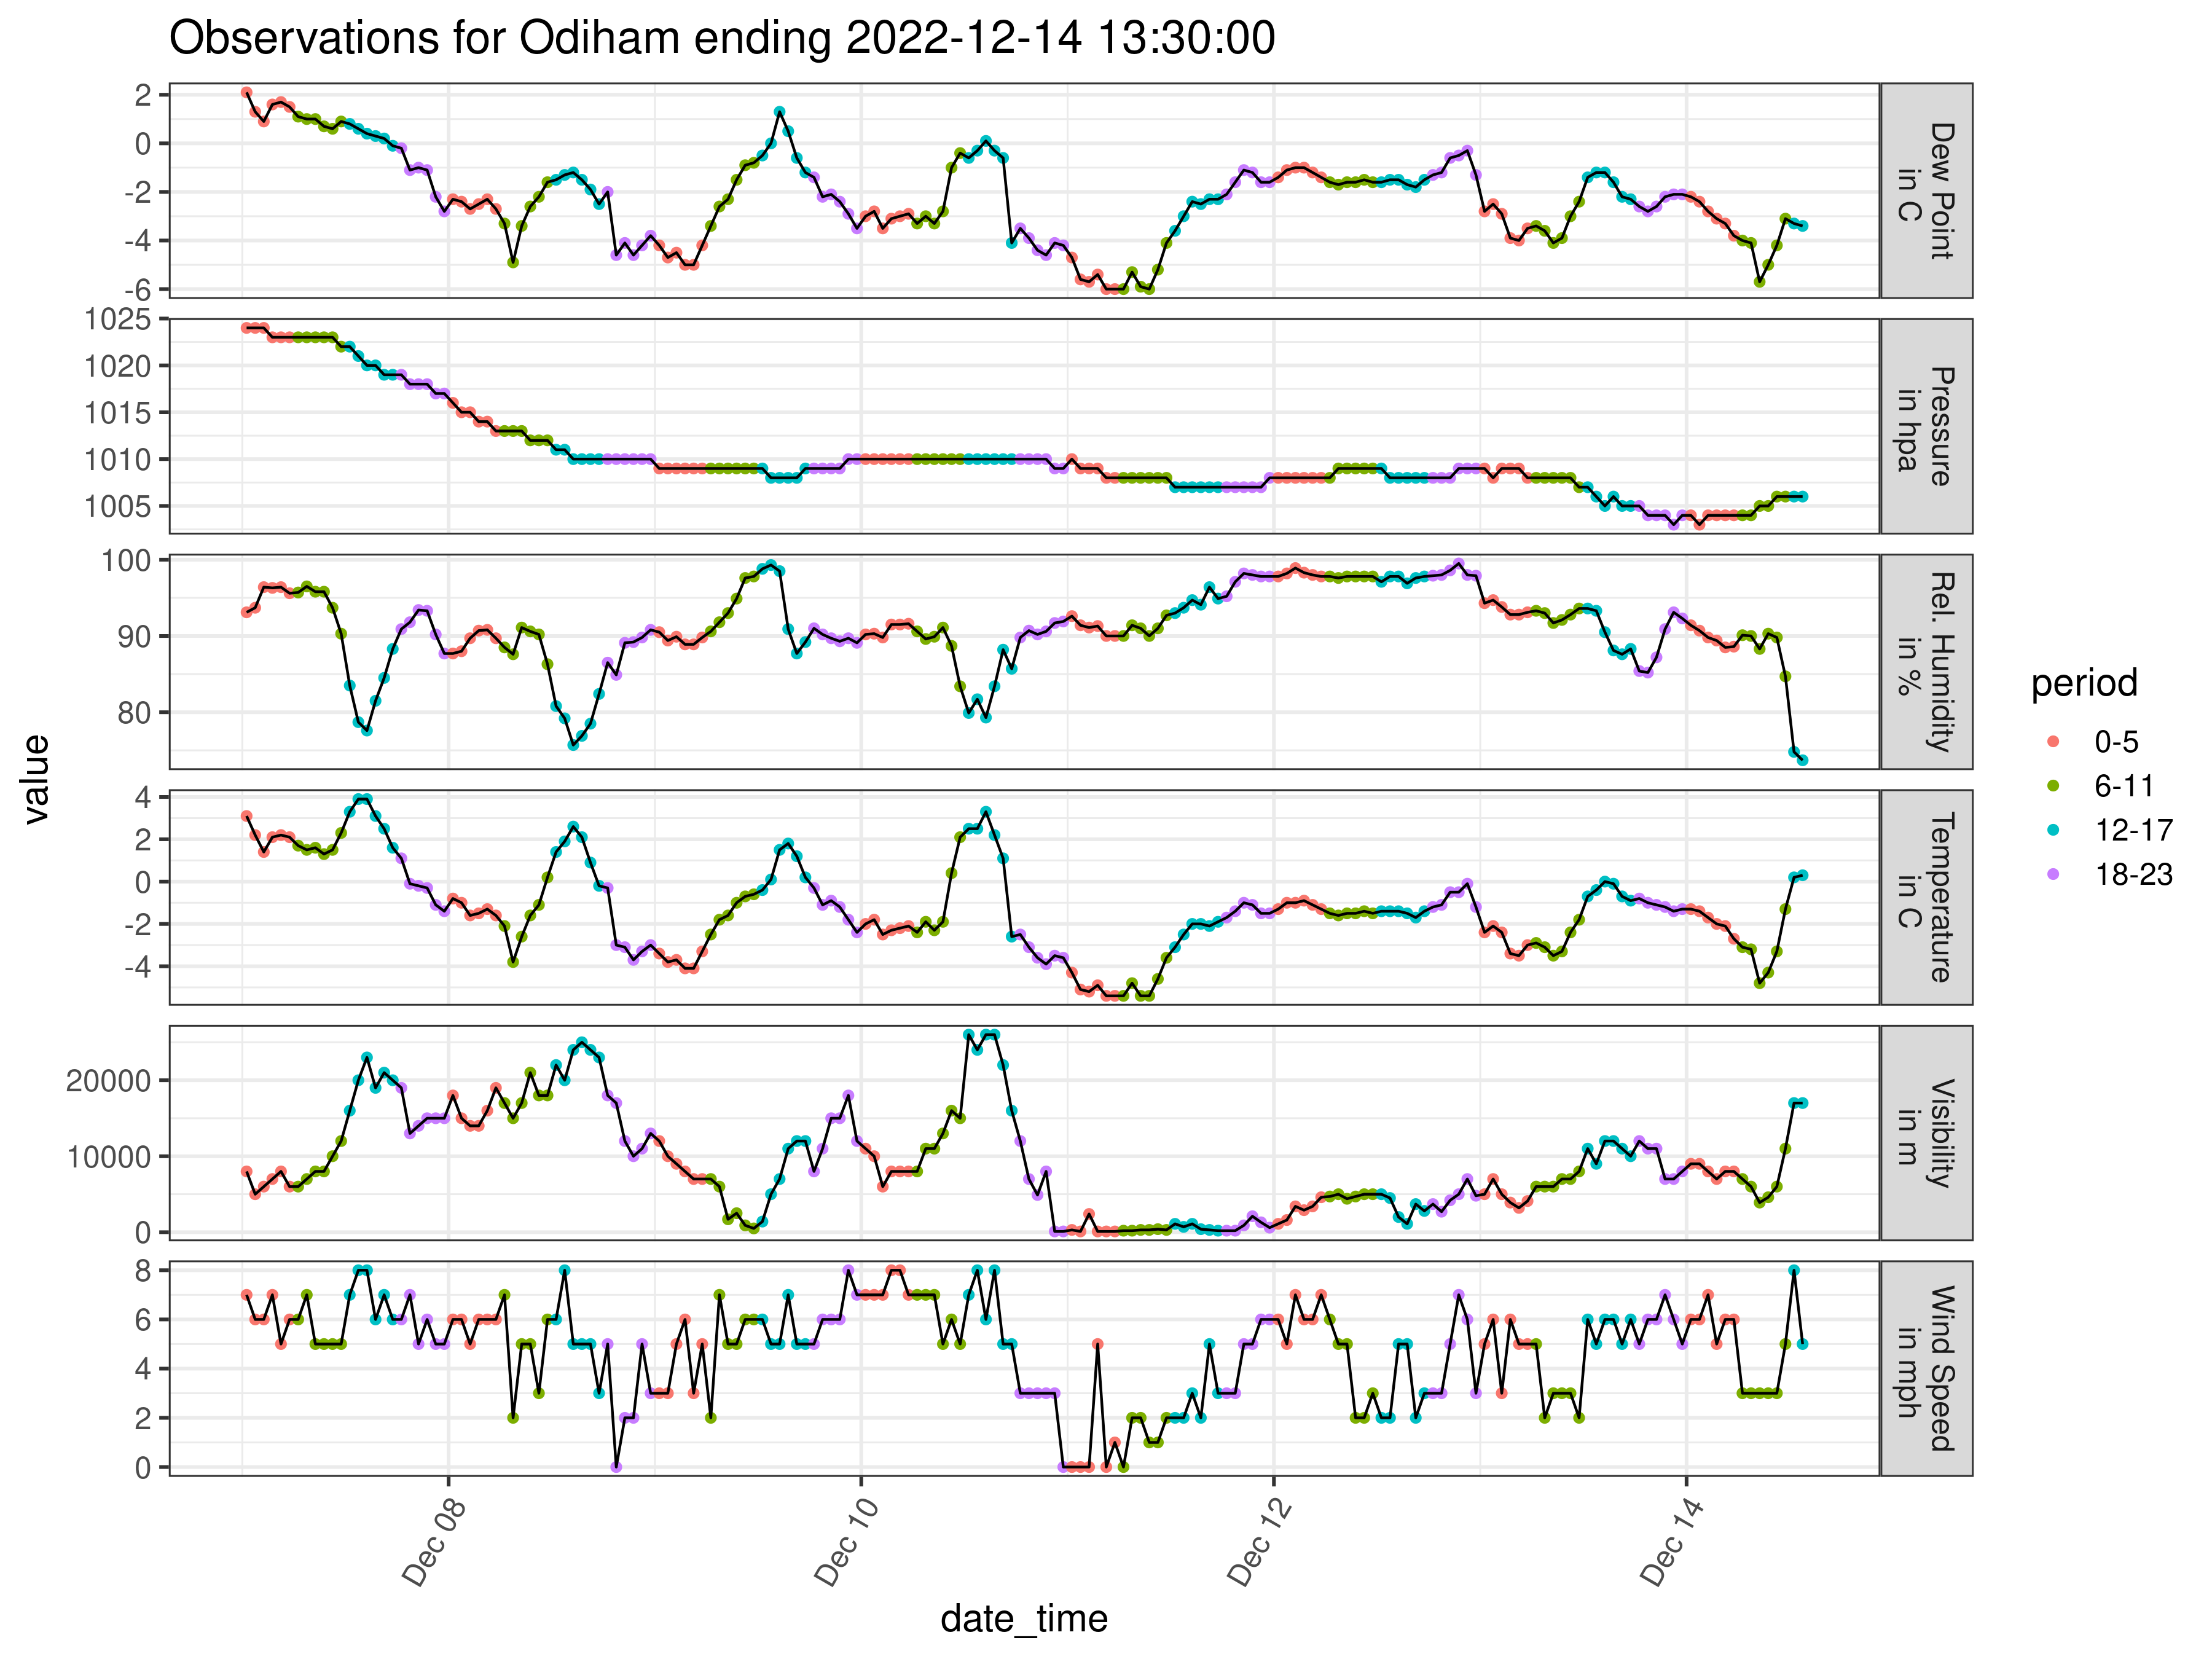 Observations for Odiham ending 2022-12-14 13:30:00
value
2
0
-2
-4
-6
Dew Point
in C
1025
1020
1015
1010
1005
Pressure
in hpa
100
90
80
Rel. Humidity
in %
4
2
0
-2
-4
Temperature
in C
20000
10000
0
Visibility
in m
8
6
4
2
0
Wind Speed
in mph
Dec 08
Dec 10
Dec 12
Dec 14
date_time
period
0-5
6-11
12-17
18-23